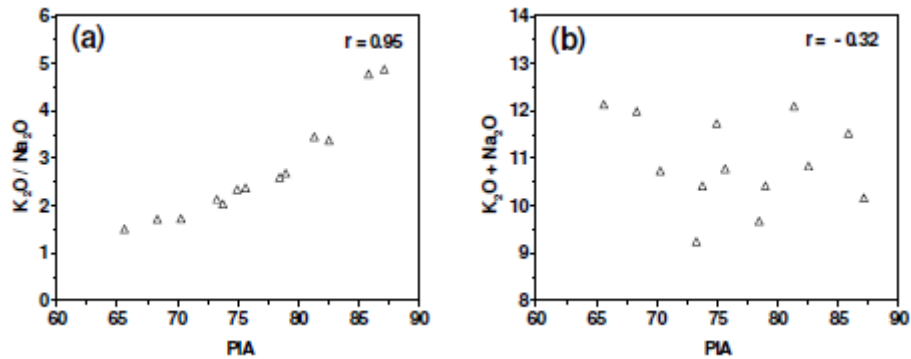 (a)
r = 0.95
6
5
4
3
2
1
0
K₂O / Na₂O
60 65 70 75 80 85 90
PIA
(b)
r = - 0.32
14
13
12
11
10
9
8
K₂O + Na₂O
60 65 70 75 80 85 90
PIA